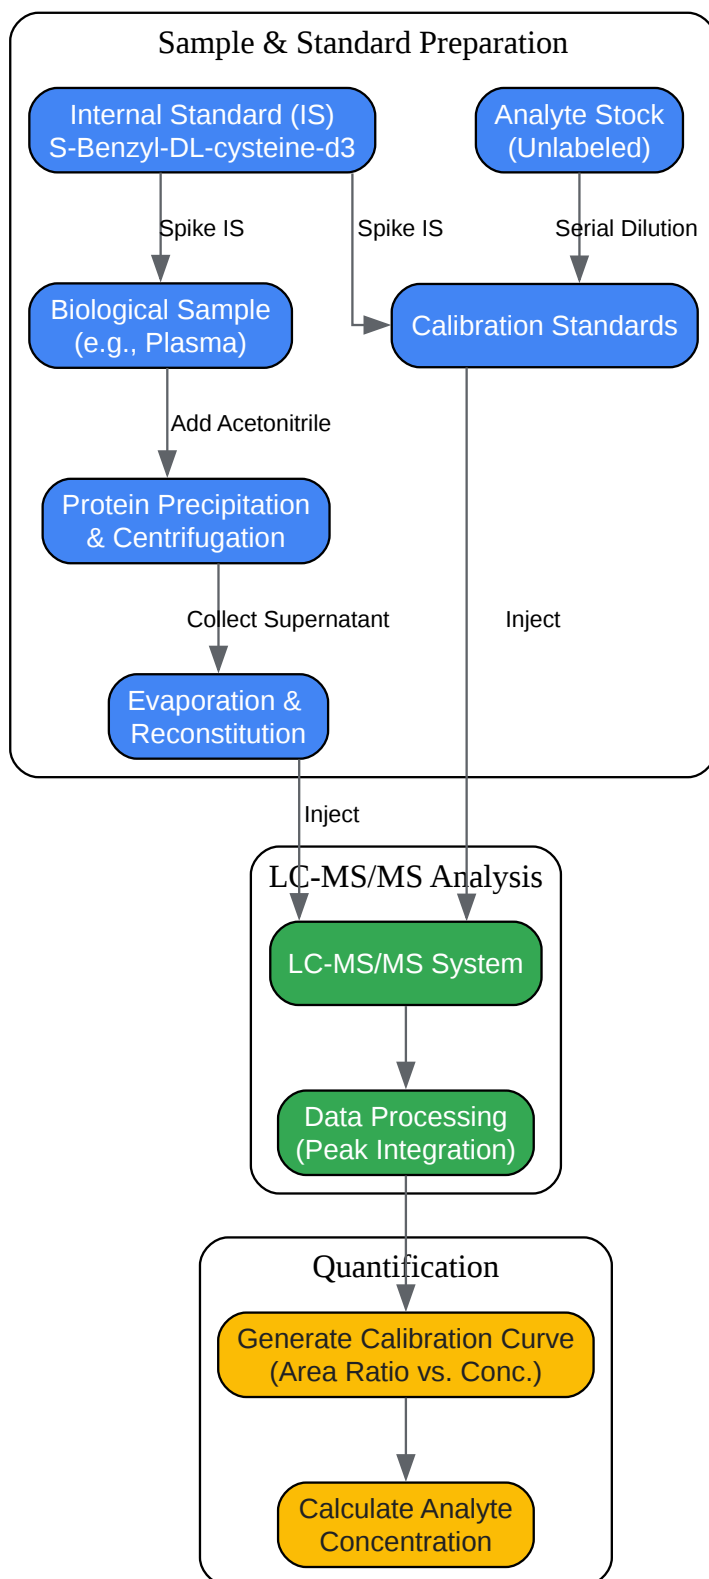 Sample & Standard Preparation
Internal Standard (IS)
S-Benzyl-DL-cysteine-d3
Analyte Stock
(Unlabeled)
Spike IS
Spike IS
Serial Dilution
Biological Sample
(e.g., Plasma)
Calibration Standards
Add Acetonitrile
Protein Precipitation
& Centrifugation
Collect Supernatant
Inject
Evaporation &
Reconstitution
Inject
LC-MS/MS Analysis
LC-MS/MS System
Data Processing
(Peak Integration)
Quantification
Generate Calibration Curve
(Area Ratio vs. Conc.)
Calculate Analyte
Concentration